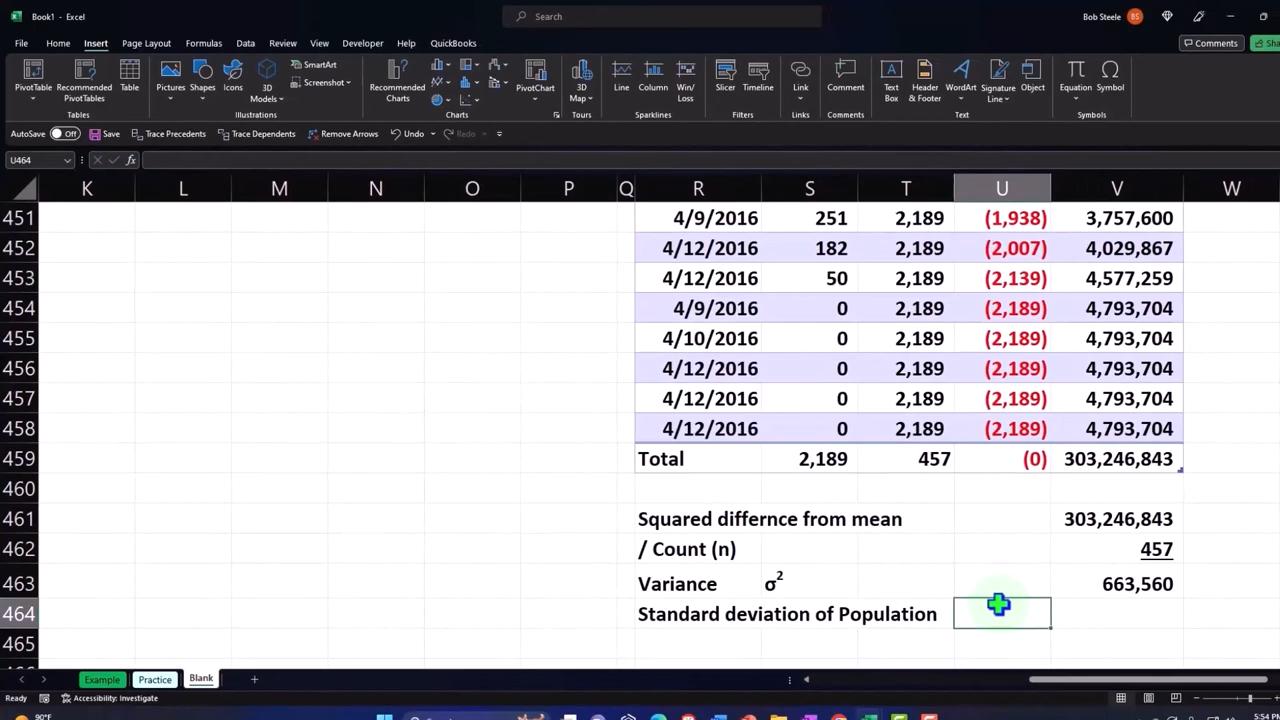 Book1 - Excel
Search
Bob Steele BS
File Home Insert Page Layout Formulas Data Review View Developer Help QuickBooks
Comments
PivotTable Recommended PivotTables Table
Pictures Shapes Icons 3D Models SmartArt Screenshot
Recommended Charts PivotChart 3D Map
Line Column Win/Loss
Slicer Timeline
Link Comment Text Box Header & Footer WordArt Signature Line Object
Equation Symbol
Tables Illustrations Charts Tours Sparklines Filters Links Comments Text Symbols
AutoSave Off Save Trace Precedents Trace Dependents Remove Arrows Undo Redo
U464 fx
K L M N O P Q R S T U V W
451 4/9/2016 251 2,189 (1,938) 3,757,600
452 4/12/2016 182 2,189 (2,007) 4,029,867
453 4/12/2016 50 2,189 (2,139) 4,577,259
454 4/9/2016 0 2,189 (2,189) 4,793,704
455 4/10/2016 0 2,189 (2,189) 4,793,704
456 4/12/2016 0 2,189 (2,189) 4,793,704
457 4/12/2016 0 2,189 (2,189) 4,793,704
458 4/12/2016 0 2,189 (2,189) 4,793,704
459 Total 2,189 457 (0) 303,246,843
460
461 Squared differnce from mean 303,246,843
462 / Count (n) 457
463 Variance σ² 663,560
464 Standard deviation of Population
465
Example Practice Blank
Ready Accessibility: Investigate
90°F
5:54 PM